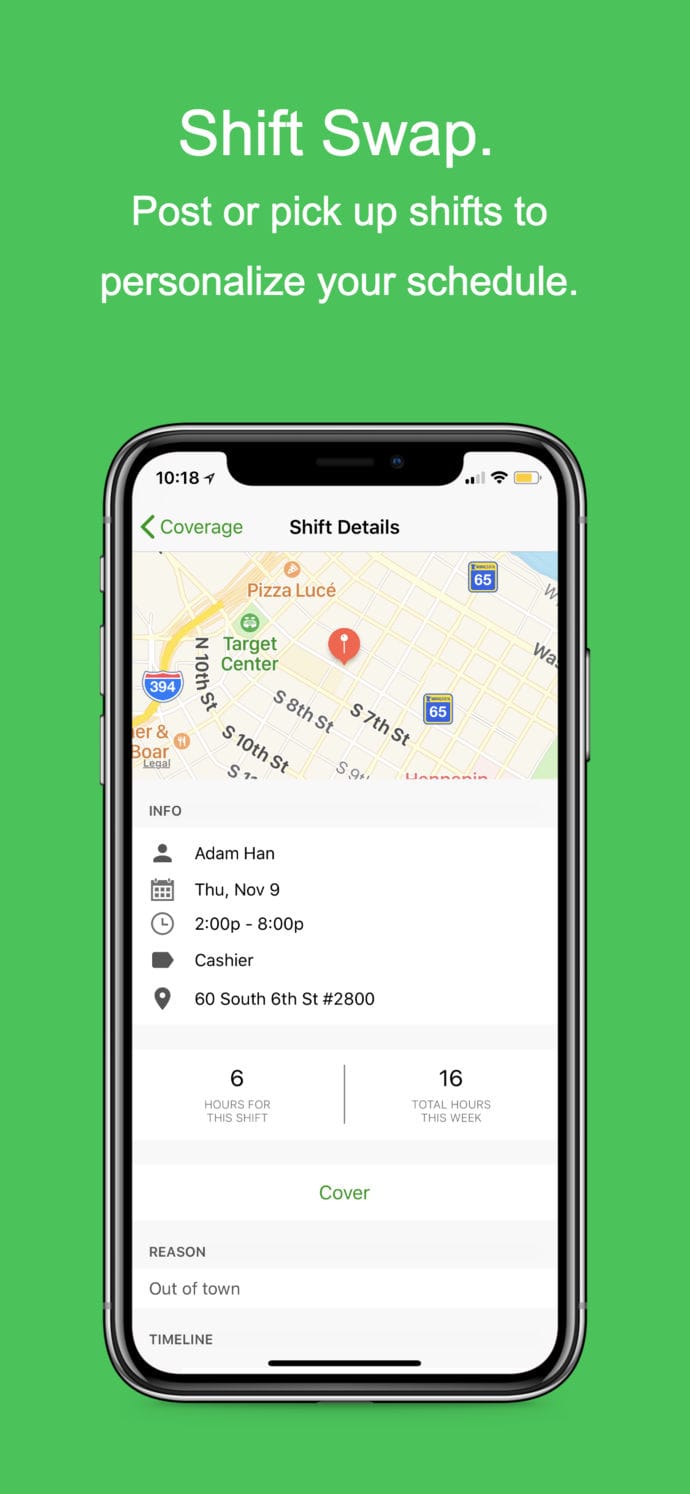 Shift Swap.
Post or pick up shifts to
personalize your schedule.
10:18
Coverage
Shift Details
Pizza Lucé
65
Target
Center
N 10th St
394
S 8th St
S 7th St
65
S 10th St
Boar
Legal
INFO
Adam Han
Thu, Nov 9
2:00p - 8:00p
Cashier
60 South 6th St #2800
6
HOURS FOR
THIS SHIFT
16
TOTAL HOURS
THIS WEEK
Cover
REASON
Out of town
TIMELINE